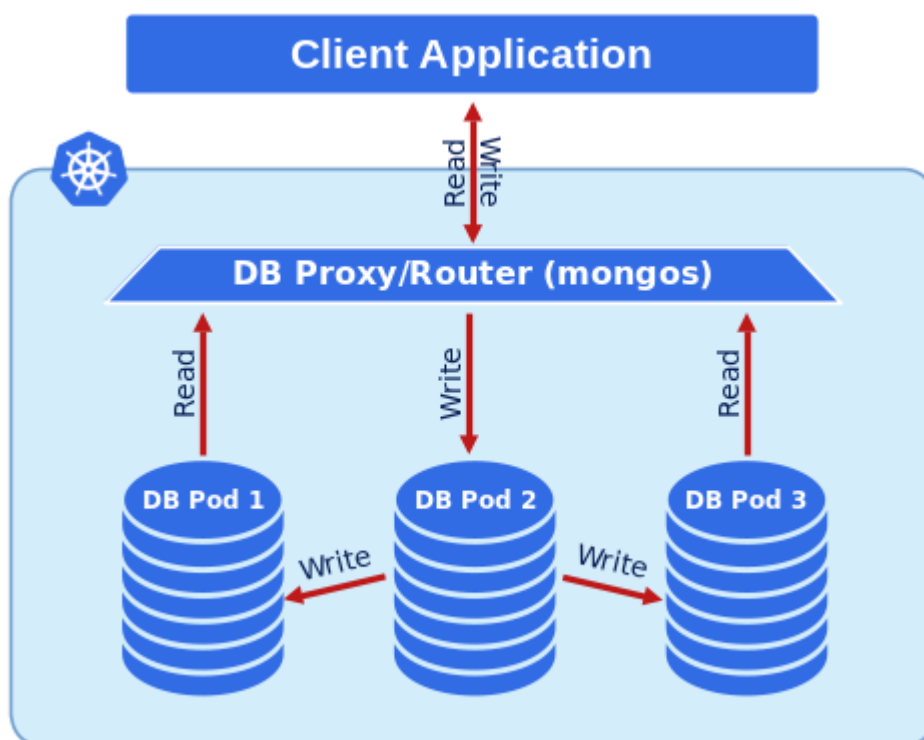 Client Application
Read
Write
DB Proxy/Router (mongos)
Read
Write
Read
DB Pod 1
DB Pod 2
DB Pod 3
Write
Write